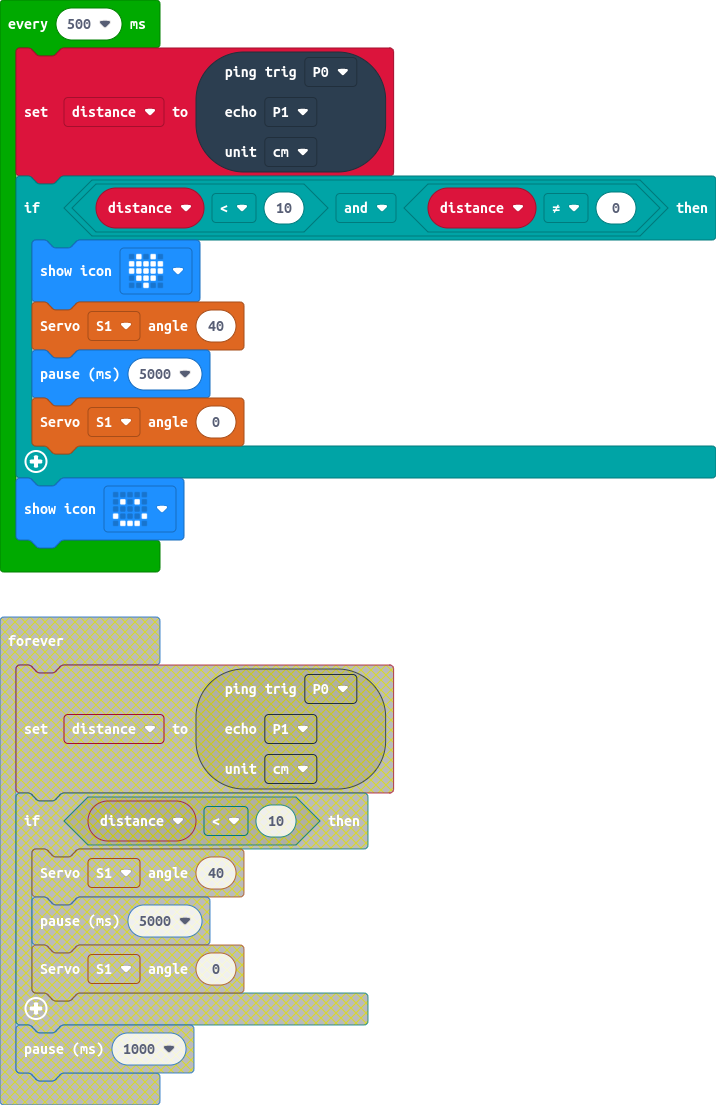 every 500 ms
ping trig P0
set distance to echo P1
unit cm
if distance < 10 and distance ≠ 0 then
show icon
Servo S1 angle 40
pause (ms) 5000
Servo S1 angle 0
show icon
forever
ping trig P0
set distance to echo P1
unit cm
if distance < 10 then
Servo S1 angle 40
pause (ms) 5000
Servo S1 angle 0
pause (ms) 1000